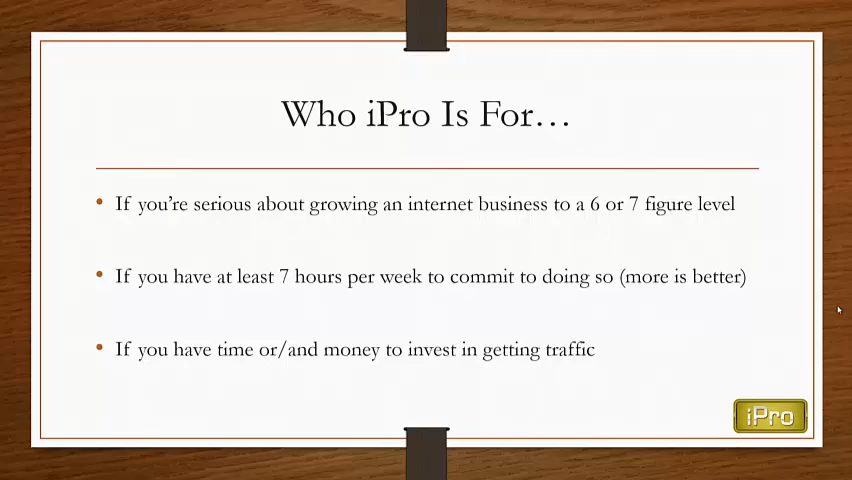 Who iPro Is For…
• If you're serious about growing an internet business to a 6 or 7 figure level
• If you have at least 7 hours per week to commit to doing so (more is better)
• If you have time or/and money to invest in getting traffic
iPro